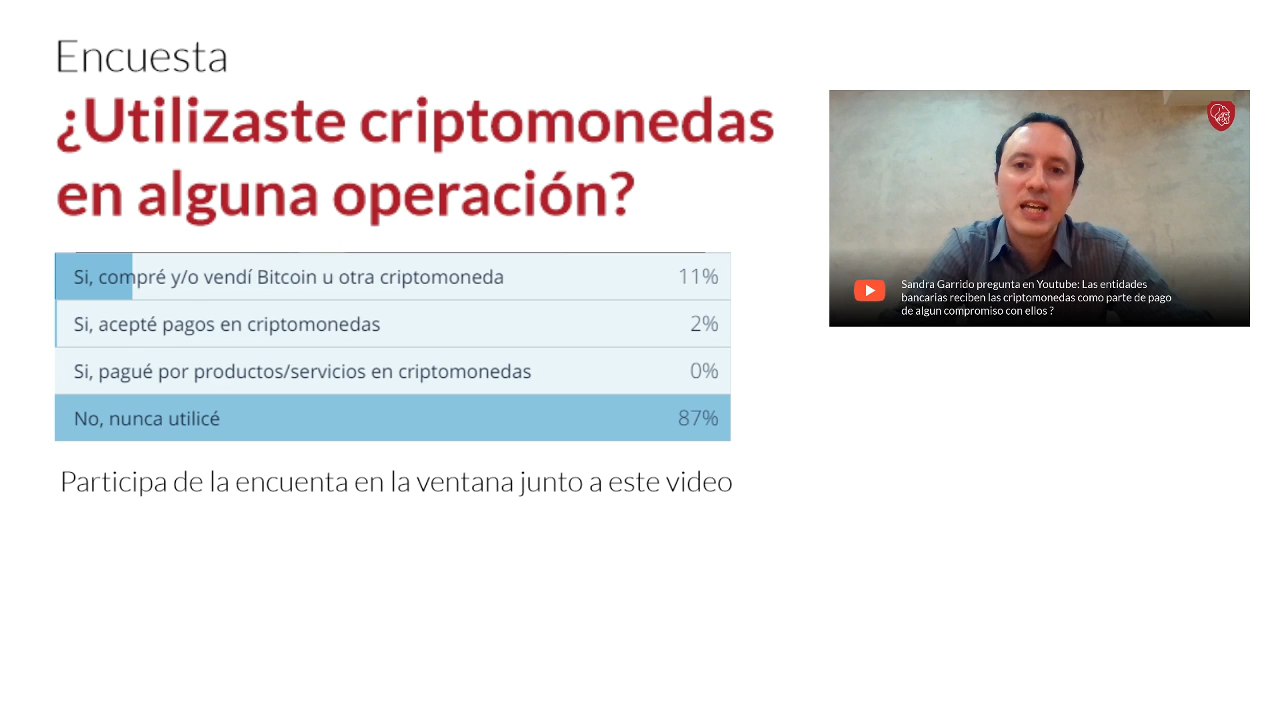 Encuesta
¿Utilizaste criptomonedas
en alguna operación?
Si, compré y/o vendí Bitcoin u otra criptomoneda 11%
Si, acepté pagos en criptomonedas 2%
Si, pagué por productos/servicios en criptomonedas 0%
No, nunca utilicé 87%
Participa de la encuenta en la ventana junto a este video
Sandra Garrido pregunta en Youtube: Las entidades
bancarias reciben las criptomonedas como parte de pago
de algun compromiso con ellos ?